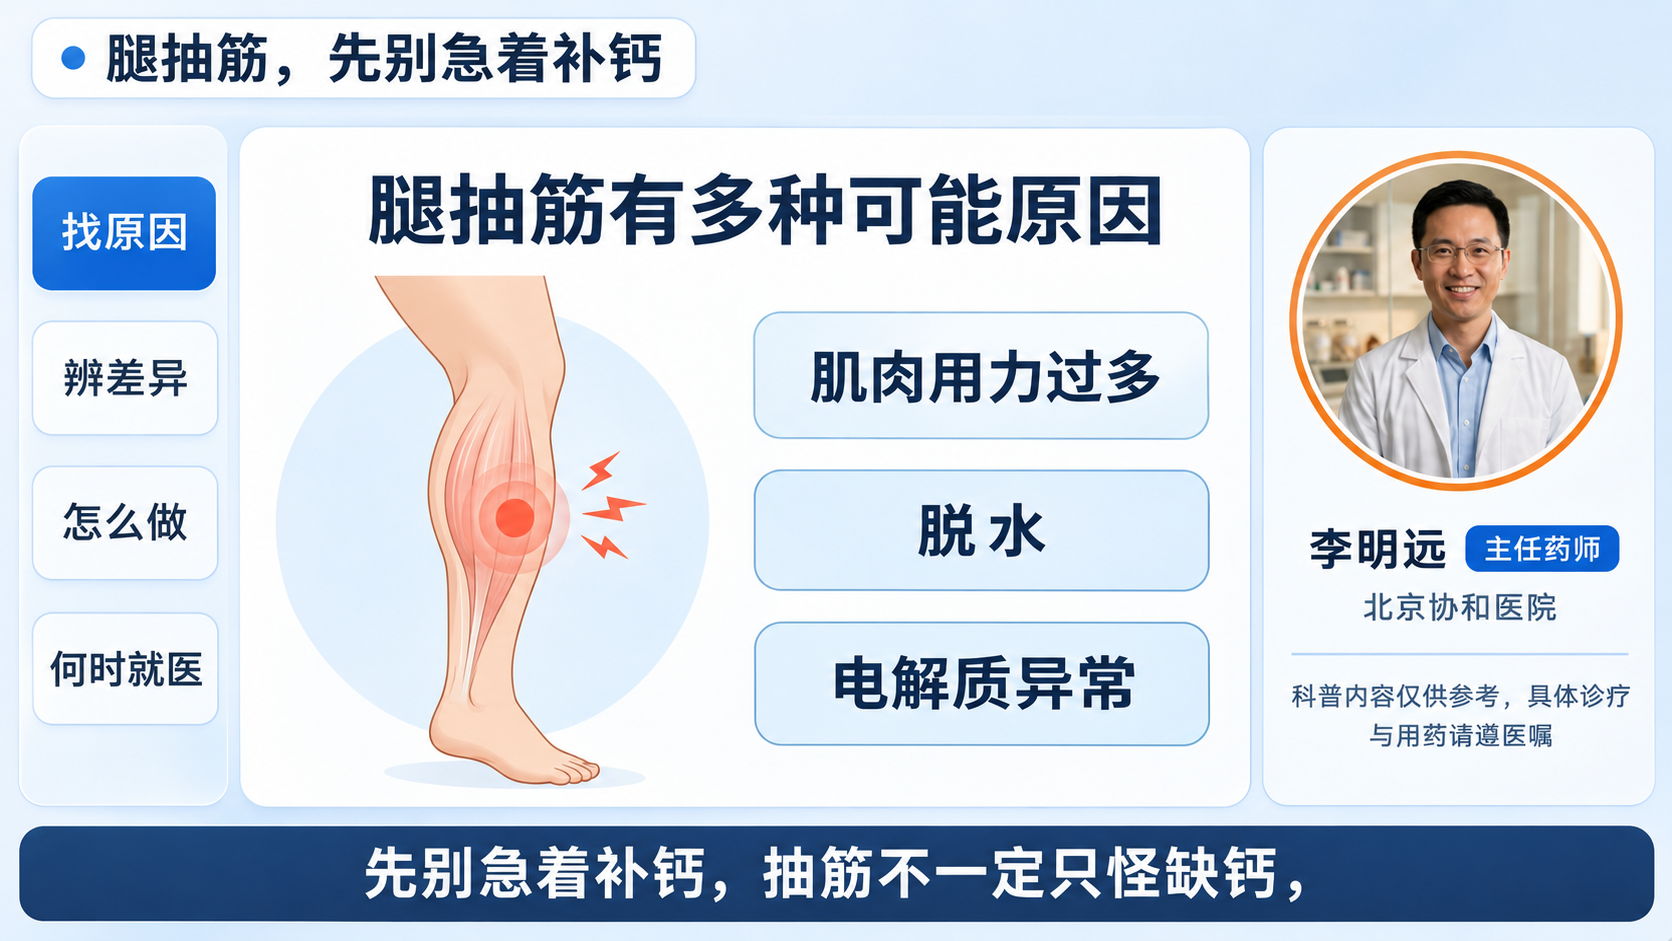 腿抽筋，先别急着补钙
找原因
辨差异
怎么做
何时就医
腿抽筋有多种可能原因
肌肉用力过多
脱水
电解质异常
李明远 主任药师
北京协和医院
科普内容仅供参考，具体诊疗
与用药请遵医嘱
先别急着补钙，抽筋不一定只怪缺钙，